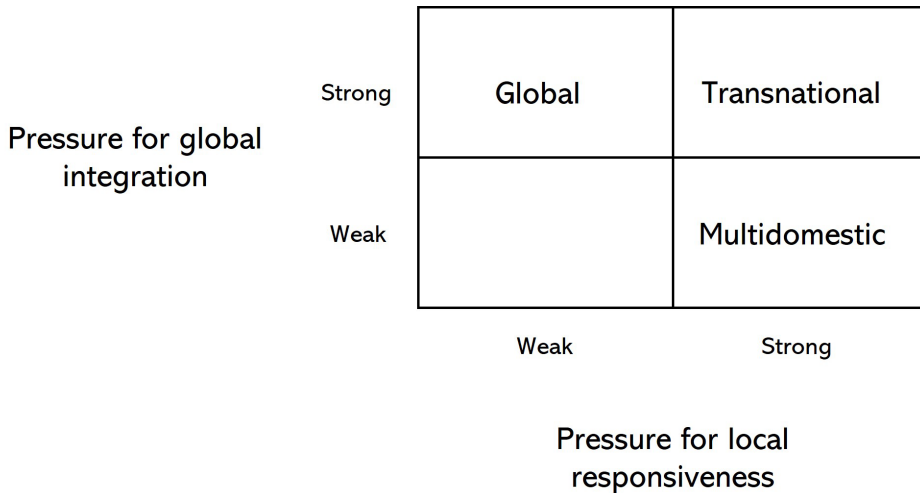 Strong
Global
Transnational
Pressure for global
integration
Weak
Multidomestic
Weak
Strong
Pressure for local
responsiveness